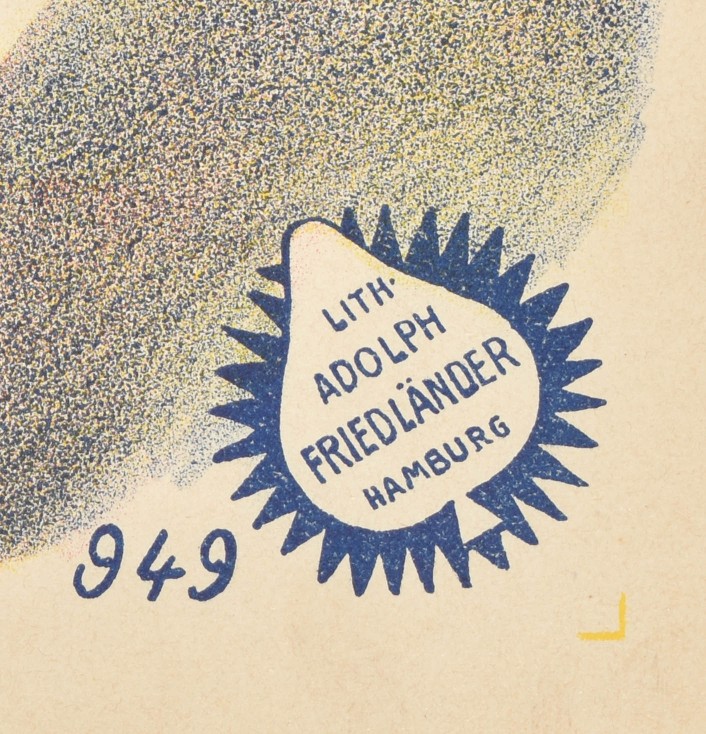 LITH.
ADOLPH
FRIEDLÄNDER
HAMBURG
949